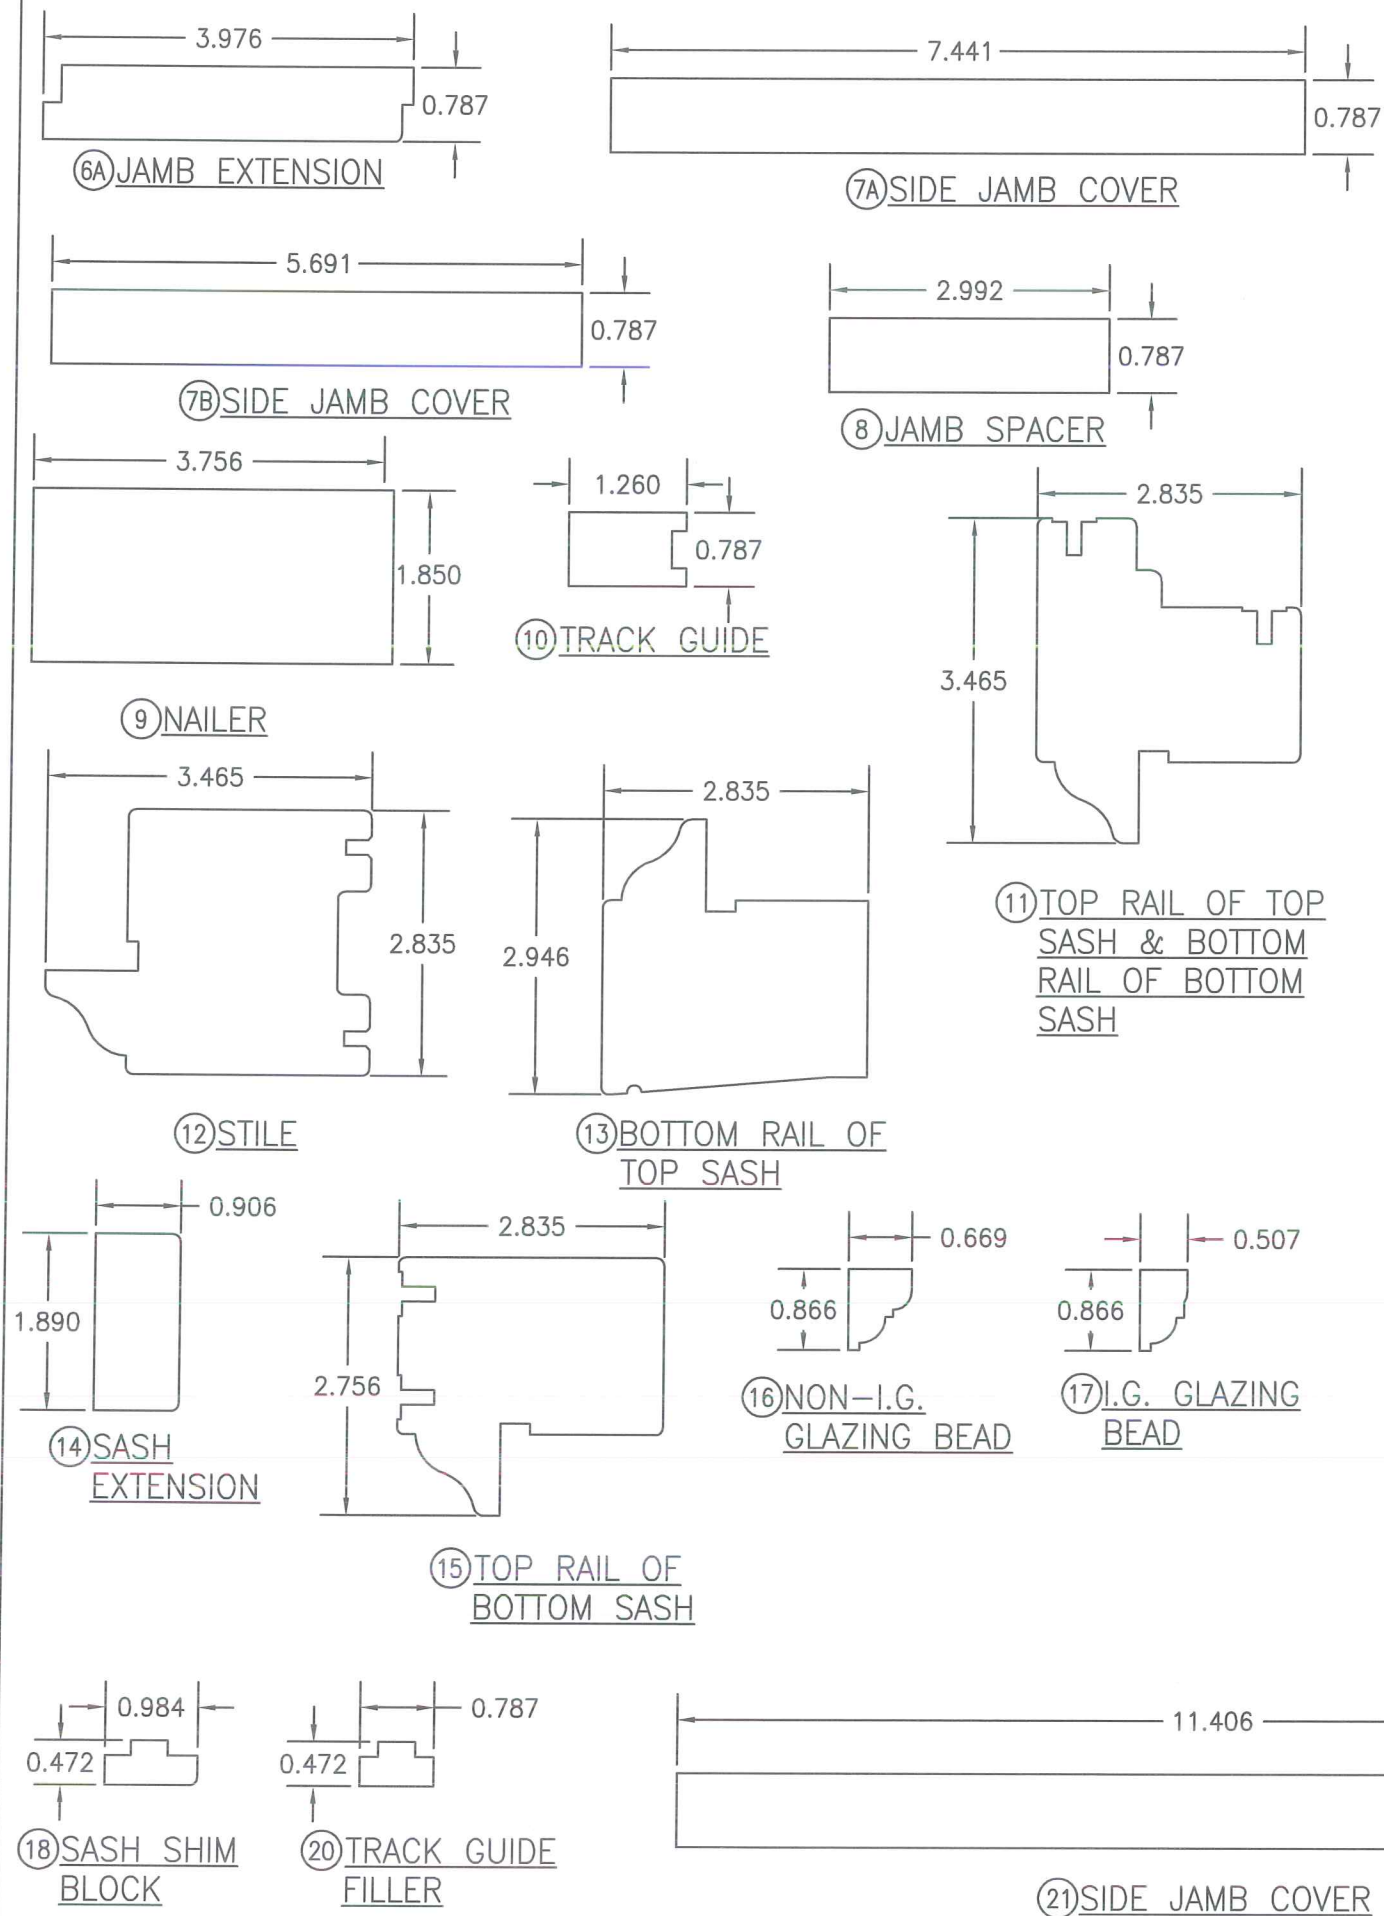 3.976
0.787
6A JAMB EXTENSION
7.441
0.787
7A SIDE JAMB COVER
5.691
0.787
7B SIDE JAMB COVER
2.992
0.787
8 JAMB SPACER
3.756
1.850
9 NAILER
1.260
0.787
10 TRACK GUIDE
2.835
3.465
11 TOP RAIL OF TOP
SASH & BOTTOM
RAIL OF BOTTOM
SASH
3.465
2.835
12 STILE
2.835
2.946
13 BOTTOM RAIL OF
TOP SASH
0.906
1.890
14 SASH
EXTENSION
2.835
2.756
15 TOP RAIL OF
BOTTOM SASH
0.669
0.866
16 NON-I.G.
GLAZING BEAD
0.507
0.866
17 I.G. GLAZING
BEAD
0.984
0.472
18 SASH SHIM
BLOCK
0.787
0.472
20 TRACK GUIDE
FILLER
11.406
21 SIDE JAMB COVER